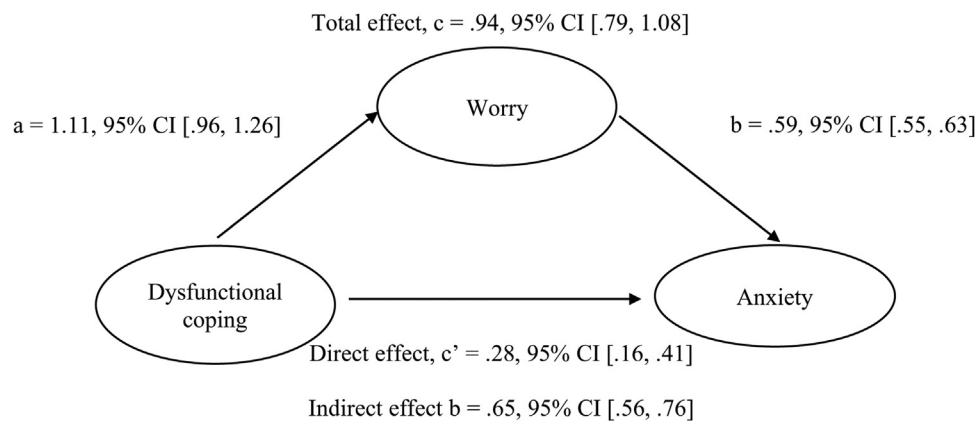 Total effect, c = .94, 95% CI [.79, 1.08]
Worry
a = 1.11, 95% CI [.96, 1.26]
b = .59, 95% CI [.55, .63]
Dysfunctional
coping
Anxiety
Direct effect, c’ = .28, 95% CI [.16, .41]
Indirect effect b = .65, 95% CI [.56, .76]